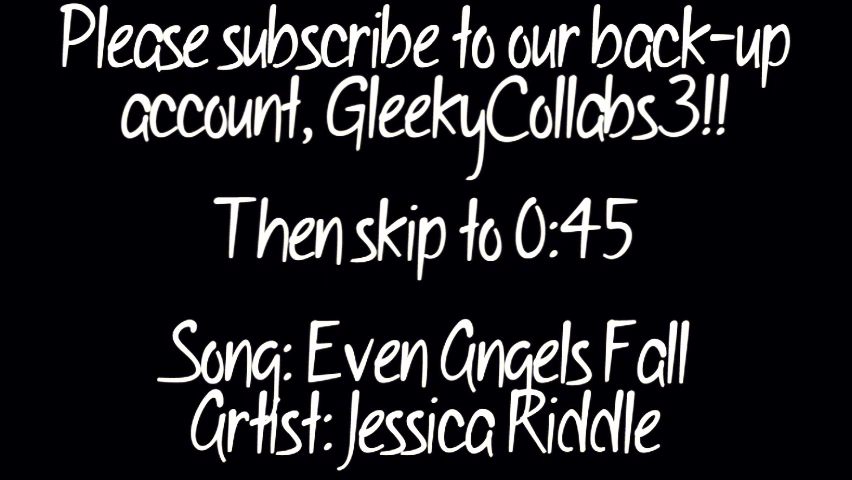 Please subscribe to our back-up
account, GleekyCollabs3!!
Then skip to 0:45
Song: Even Angels Fall
Artist: Jessica Riddle